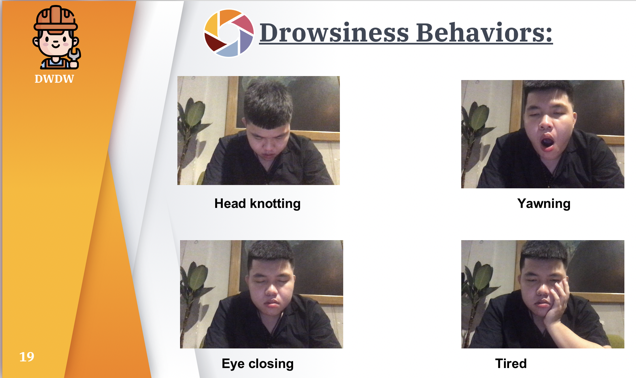 DWDW
Drowsiness Behaviors:
Head knotting
Yawning
Eye closing
Tired
19